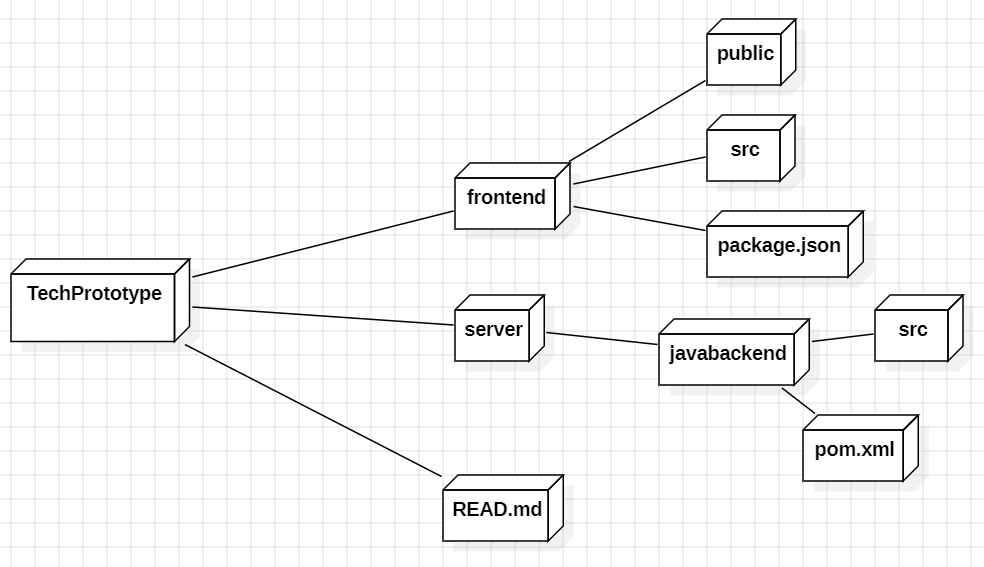 public
src
frontend
package.json
TechPrototype
server
javabackend
src
pom.xml
READ.md